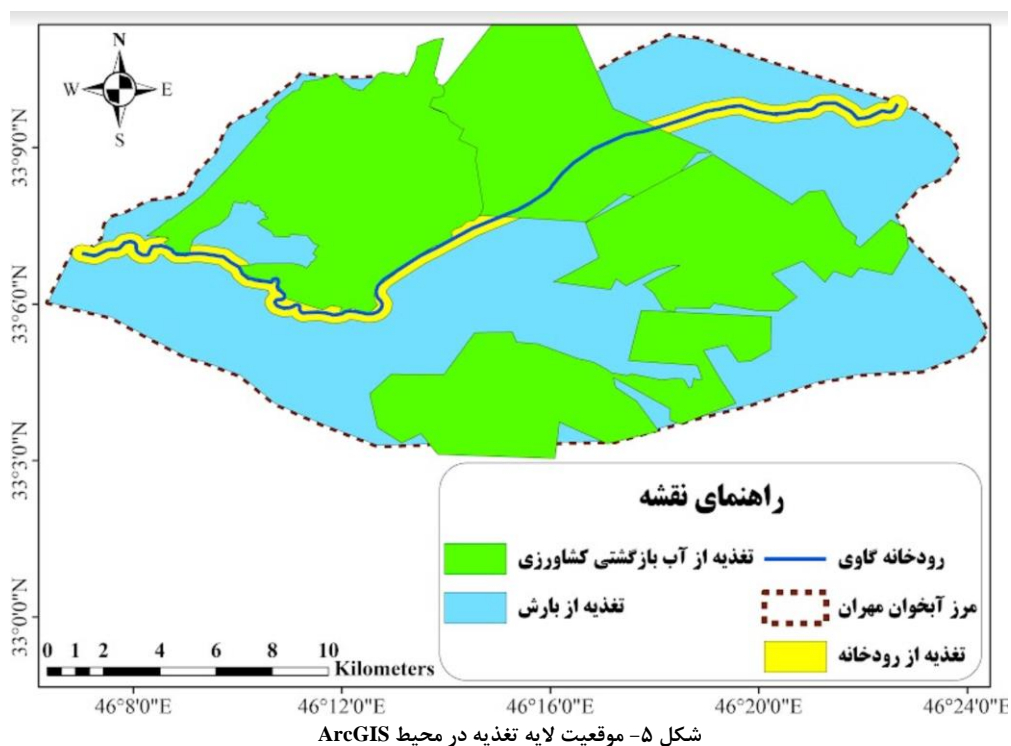 N
W E
S
33°9'0"N
33°6'0"N
33°3'0"N
33°0'0"N
راهنمای نقشه
رودخانه گاوی
تغذیه از آب بازگشتی کشاورزی
مرز آبخوان مهران
تغذیه از بارش
تغذیه از رودخانه
0 1 2 4 6 8 10
Kilometers
46°8'0"E 46°12'0"E 46°16'0"E 46°20'0"E 46°24'0"E
شکل ۵- موقعیت لایه تغذیه در محیط ArcGIS